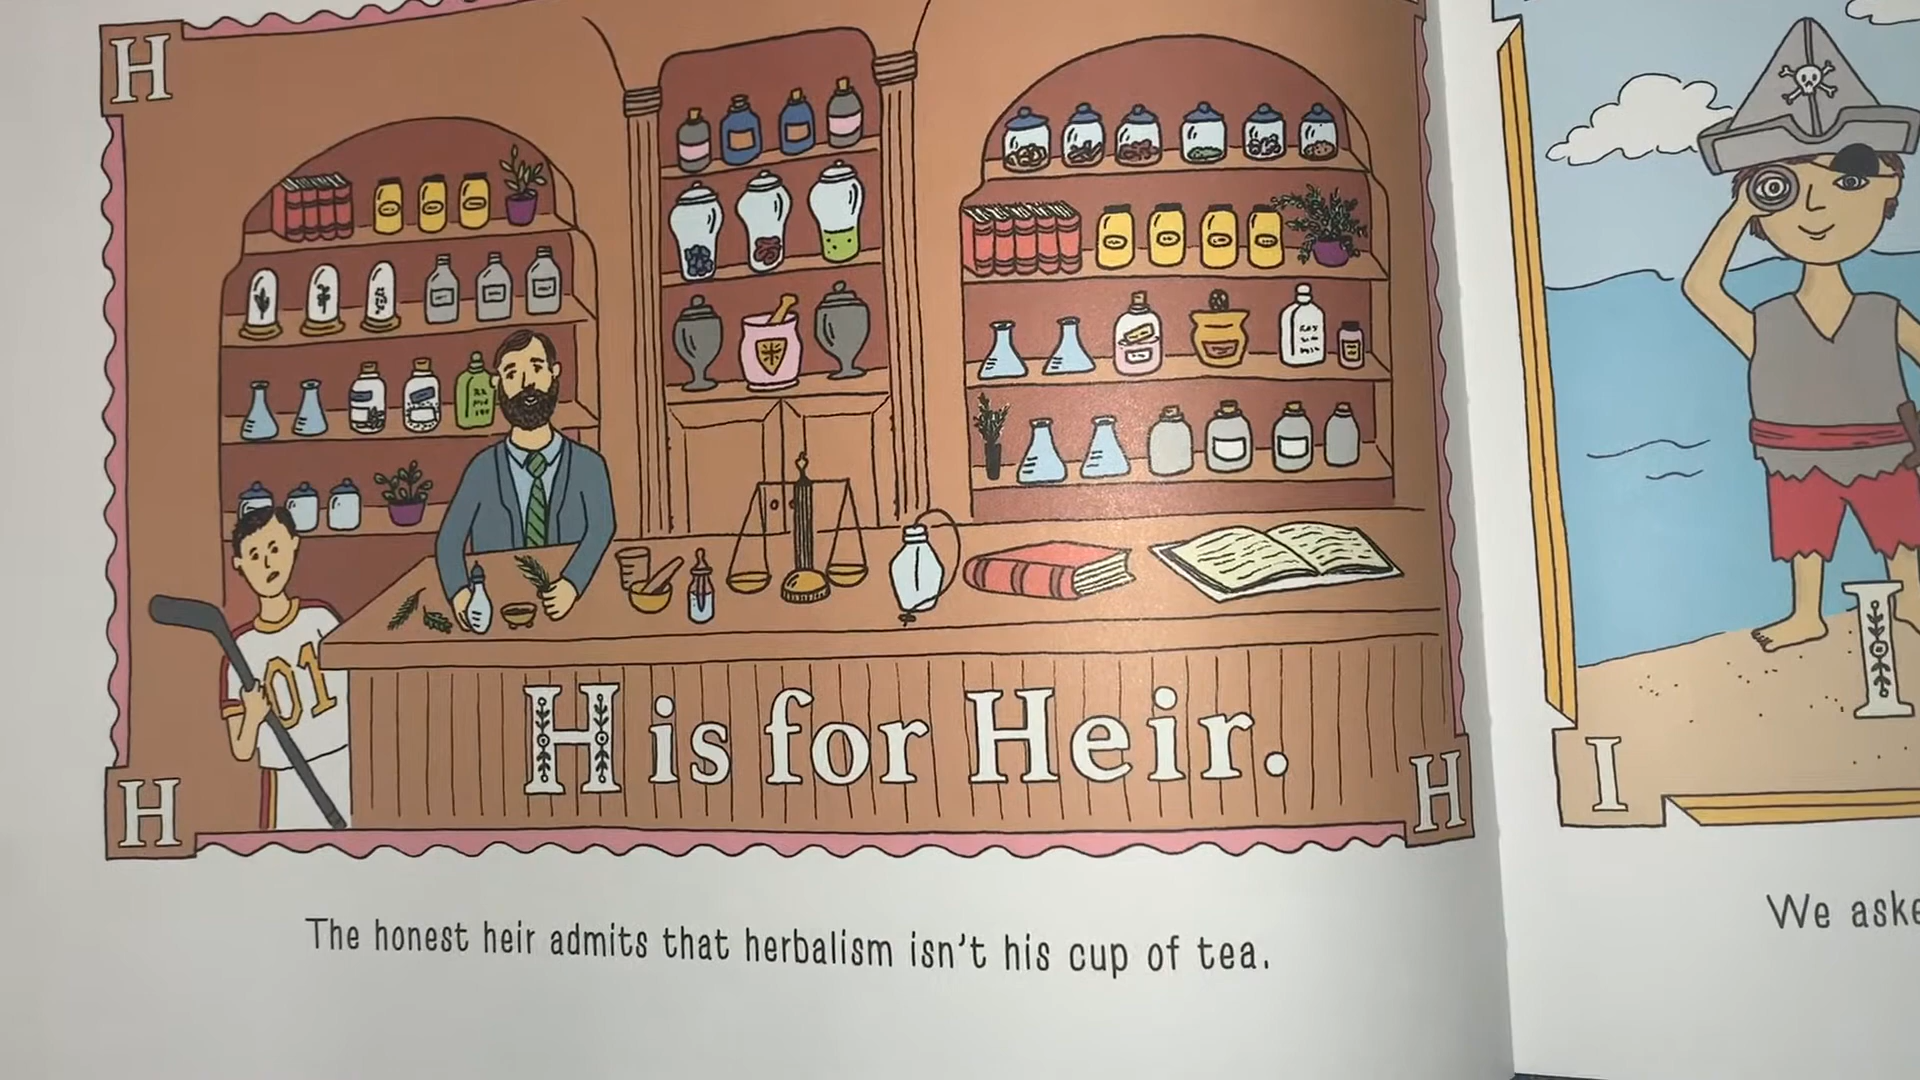 H
H is for Heir.
H
H
The honest heir admits that herbalism isn't his cup of tea.
01
I
I
We aske